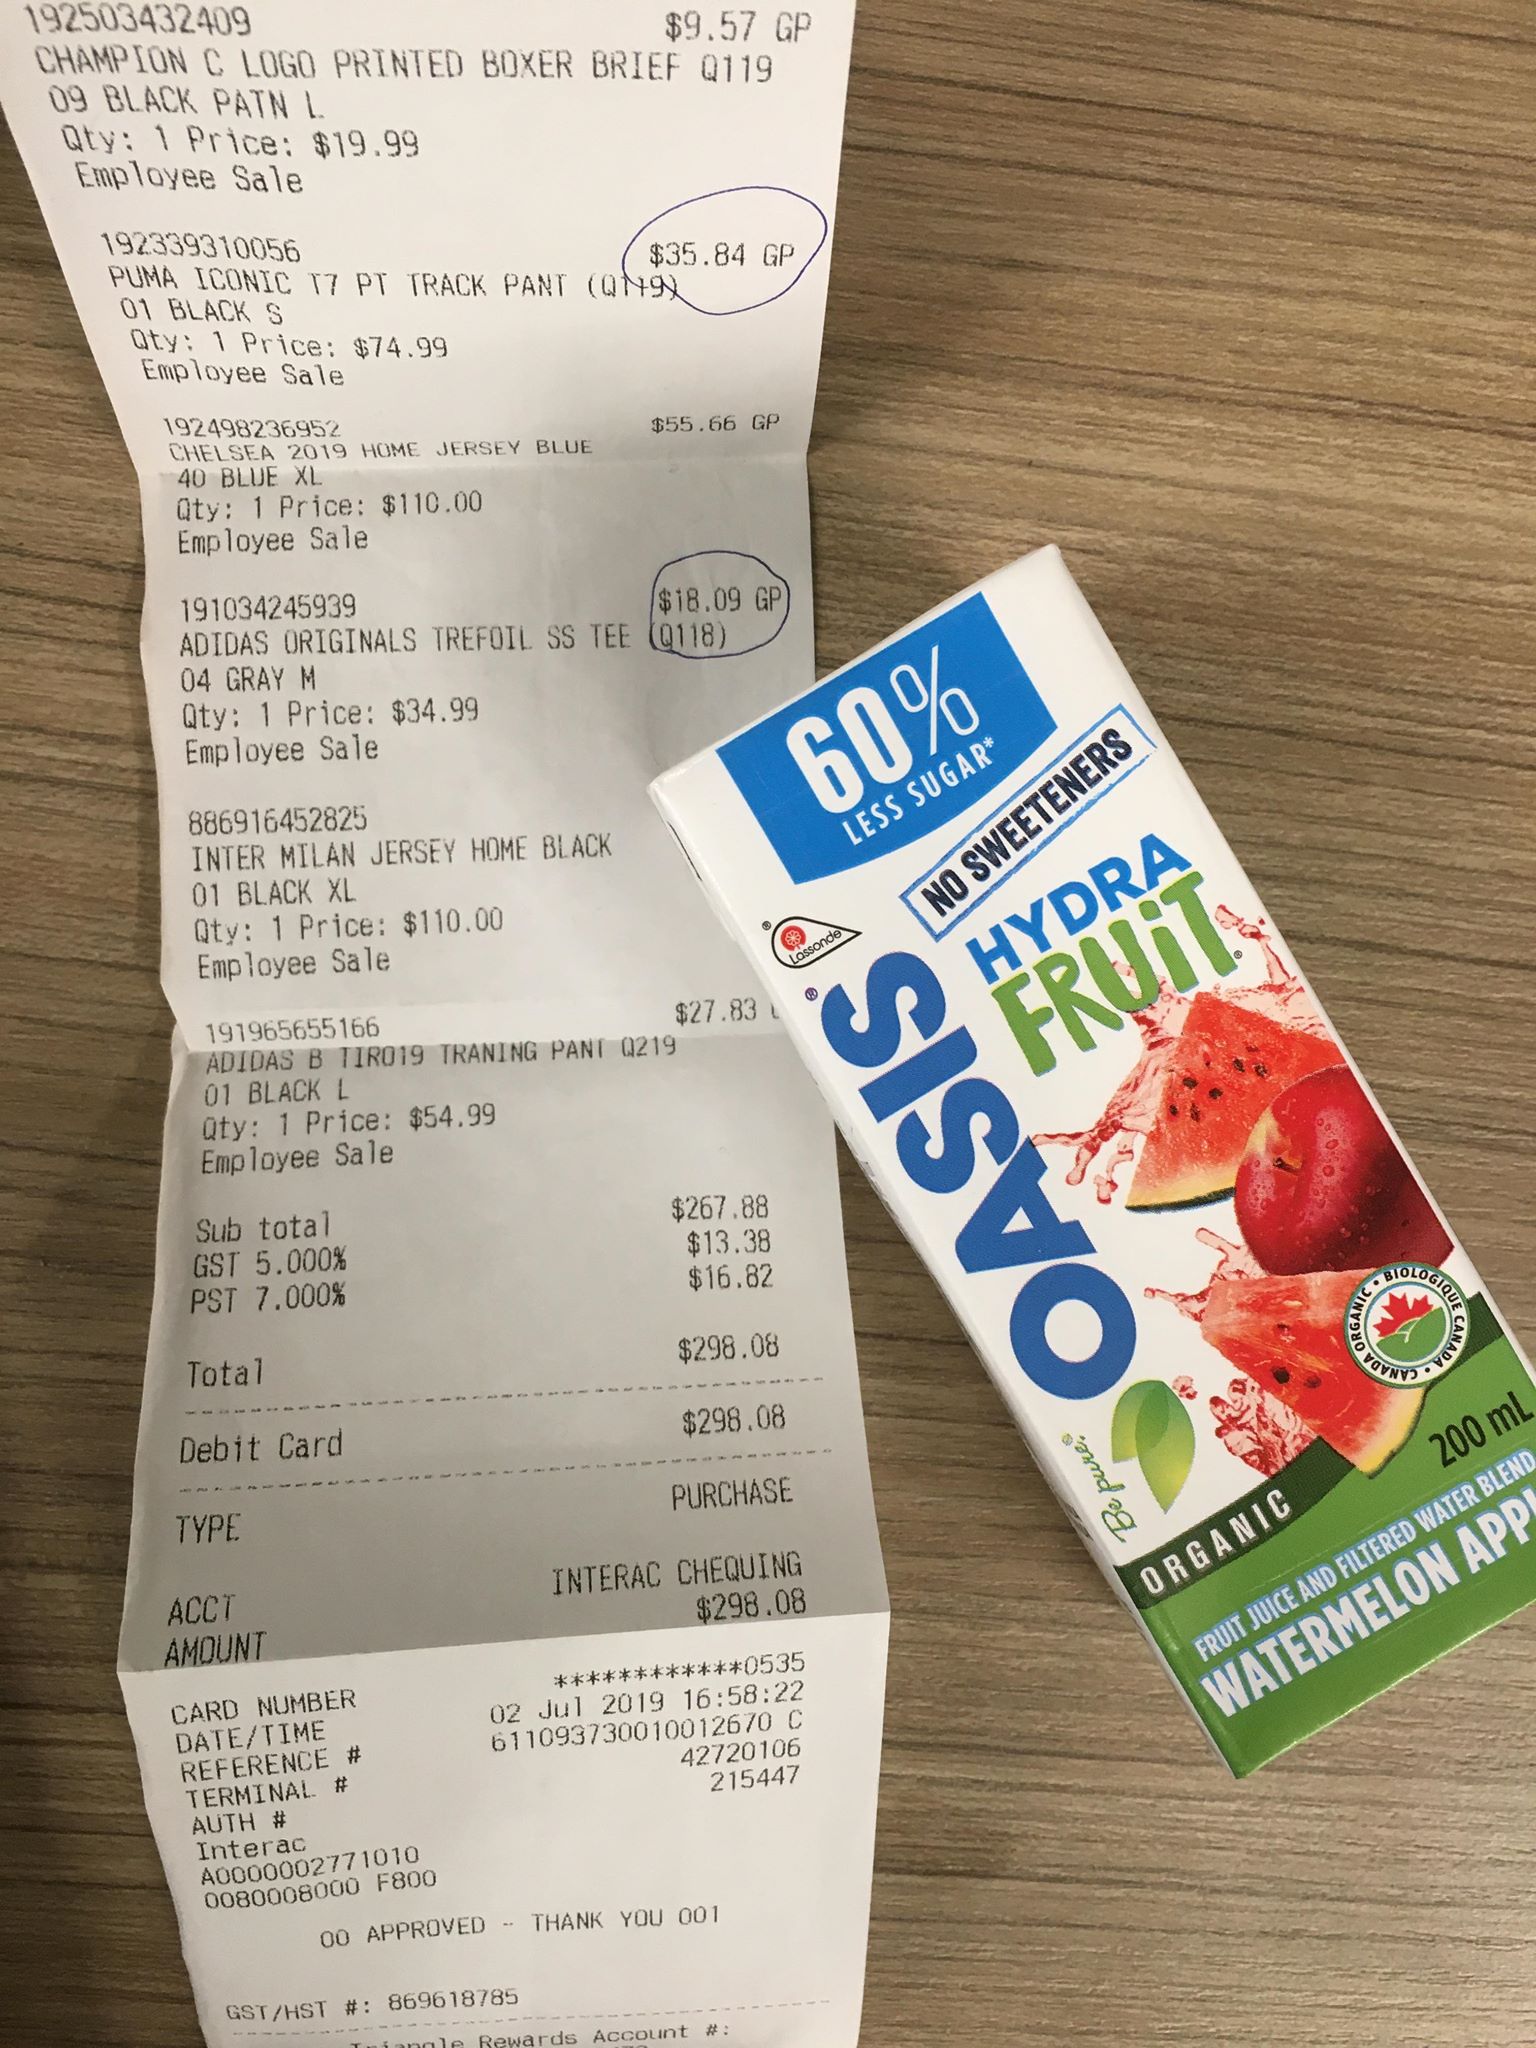 192503432409 $9.57 GP
CHAMPION C LOGO PRINTED BOXER BRIEF Q119
09 BLACK PATN L
Qty: 1 Price: $19.99
Employee Sale
192339310056 $35.84 GP
PUMA ICONIC T7 PT TRACK PANT (Q119)
01 BLACK S
Qty: 1 Price: $74.99
Employee Sale
192498236952 $55.66 GP
CHELSEA 2019 HOME JERSEY BLUE
40 BLUE XL
Qty: 1 Price: $110.00
Employee Sale
191034245939 $18.09 GP
ADIDAS ORIGINALS TREFOIL SS TEE (Q118)
04 GRAY M
Qty: 1 Price: $34.99
Employee Sale
886916452825
INTER MILAN JERSEY HOME BLACK
01 BLACK XL
Qty: 1 Price: $110.00
Employee Sale
191965655166 $27.83
ADIDAS B TIRO19 TRANING PANT Q219
01 BLACK L
Qty: 1 Price: $54.99
Employee Sale
Sub total $267.88
GST 5.000% $13.38
PST 7.000% $16.82
Total $298.08
Debit Card $298.08
TYPE PURCHASE
ACCT INTERAC CHEQUING
AMOUNT $298.08
CARD NUMBER ************0535
DATE/TIME 02 Jul 2019 16:58:22
REFERENCE # 611093730010012670 C
TERMINAL # 42720106
AUTH # 215447
Interac
A0000002771010
0080008000 F800
00 APPROVED - THANK YOU 001
GST/HST #: 869618785
Triangle Rewards Account #:
60%
LESS SUGAR*
NO SWEETENERS
Lassonde
OASIS
HYDRA
FRUiT
CANADA ORGANIC • BIOLOGIQUE CANADA
Be pure.
200 mL
ORGANIC
FRUIT JUICE AND FILTERED WATER BLEND
WATERMELON